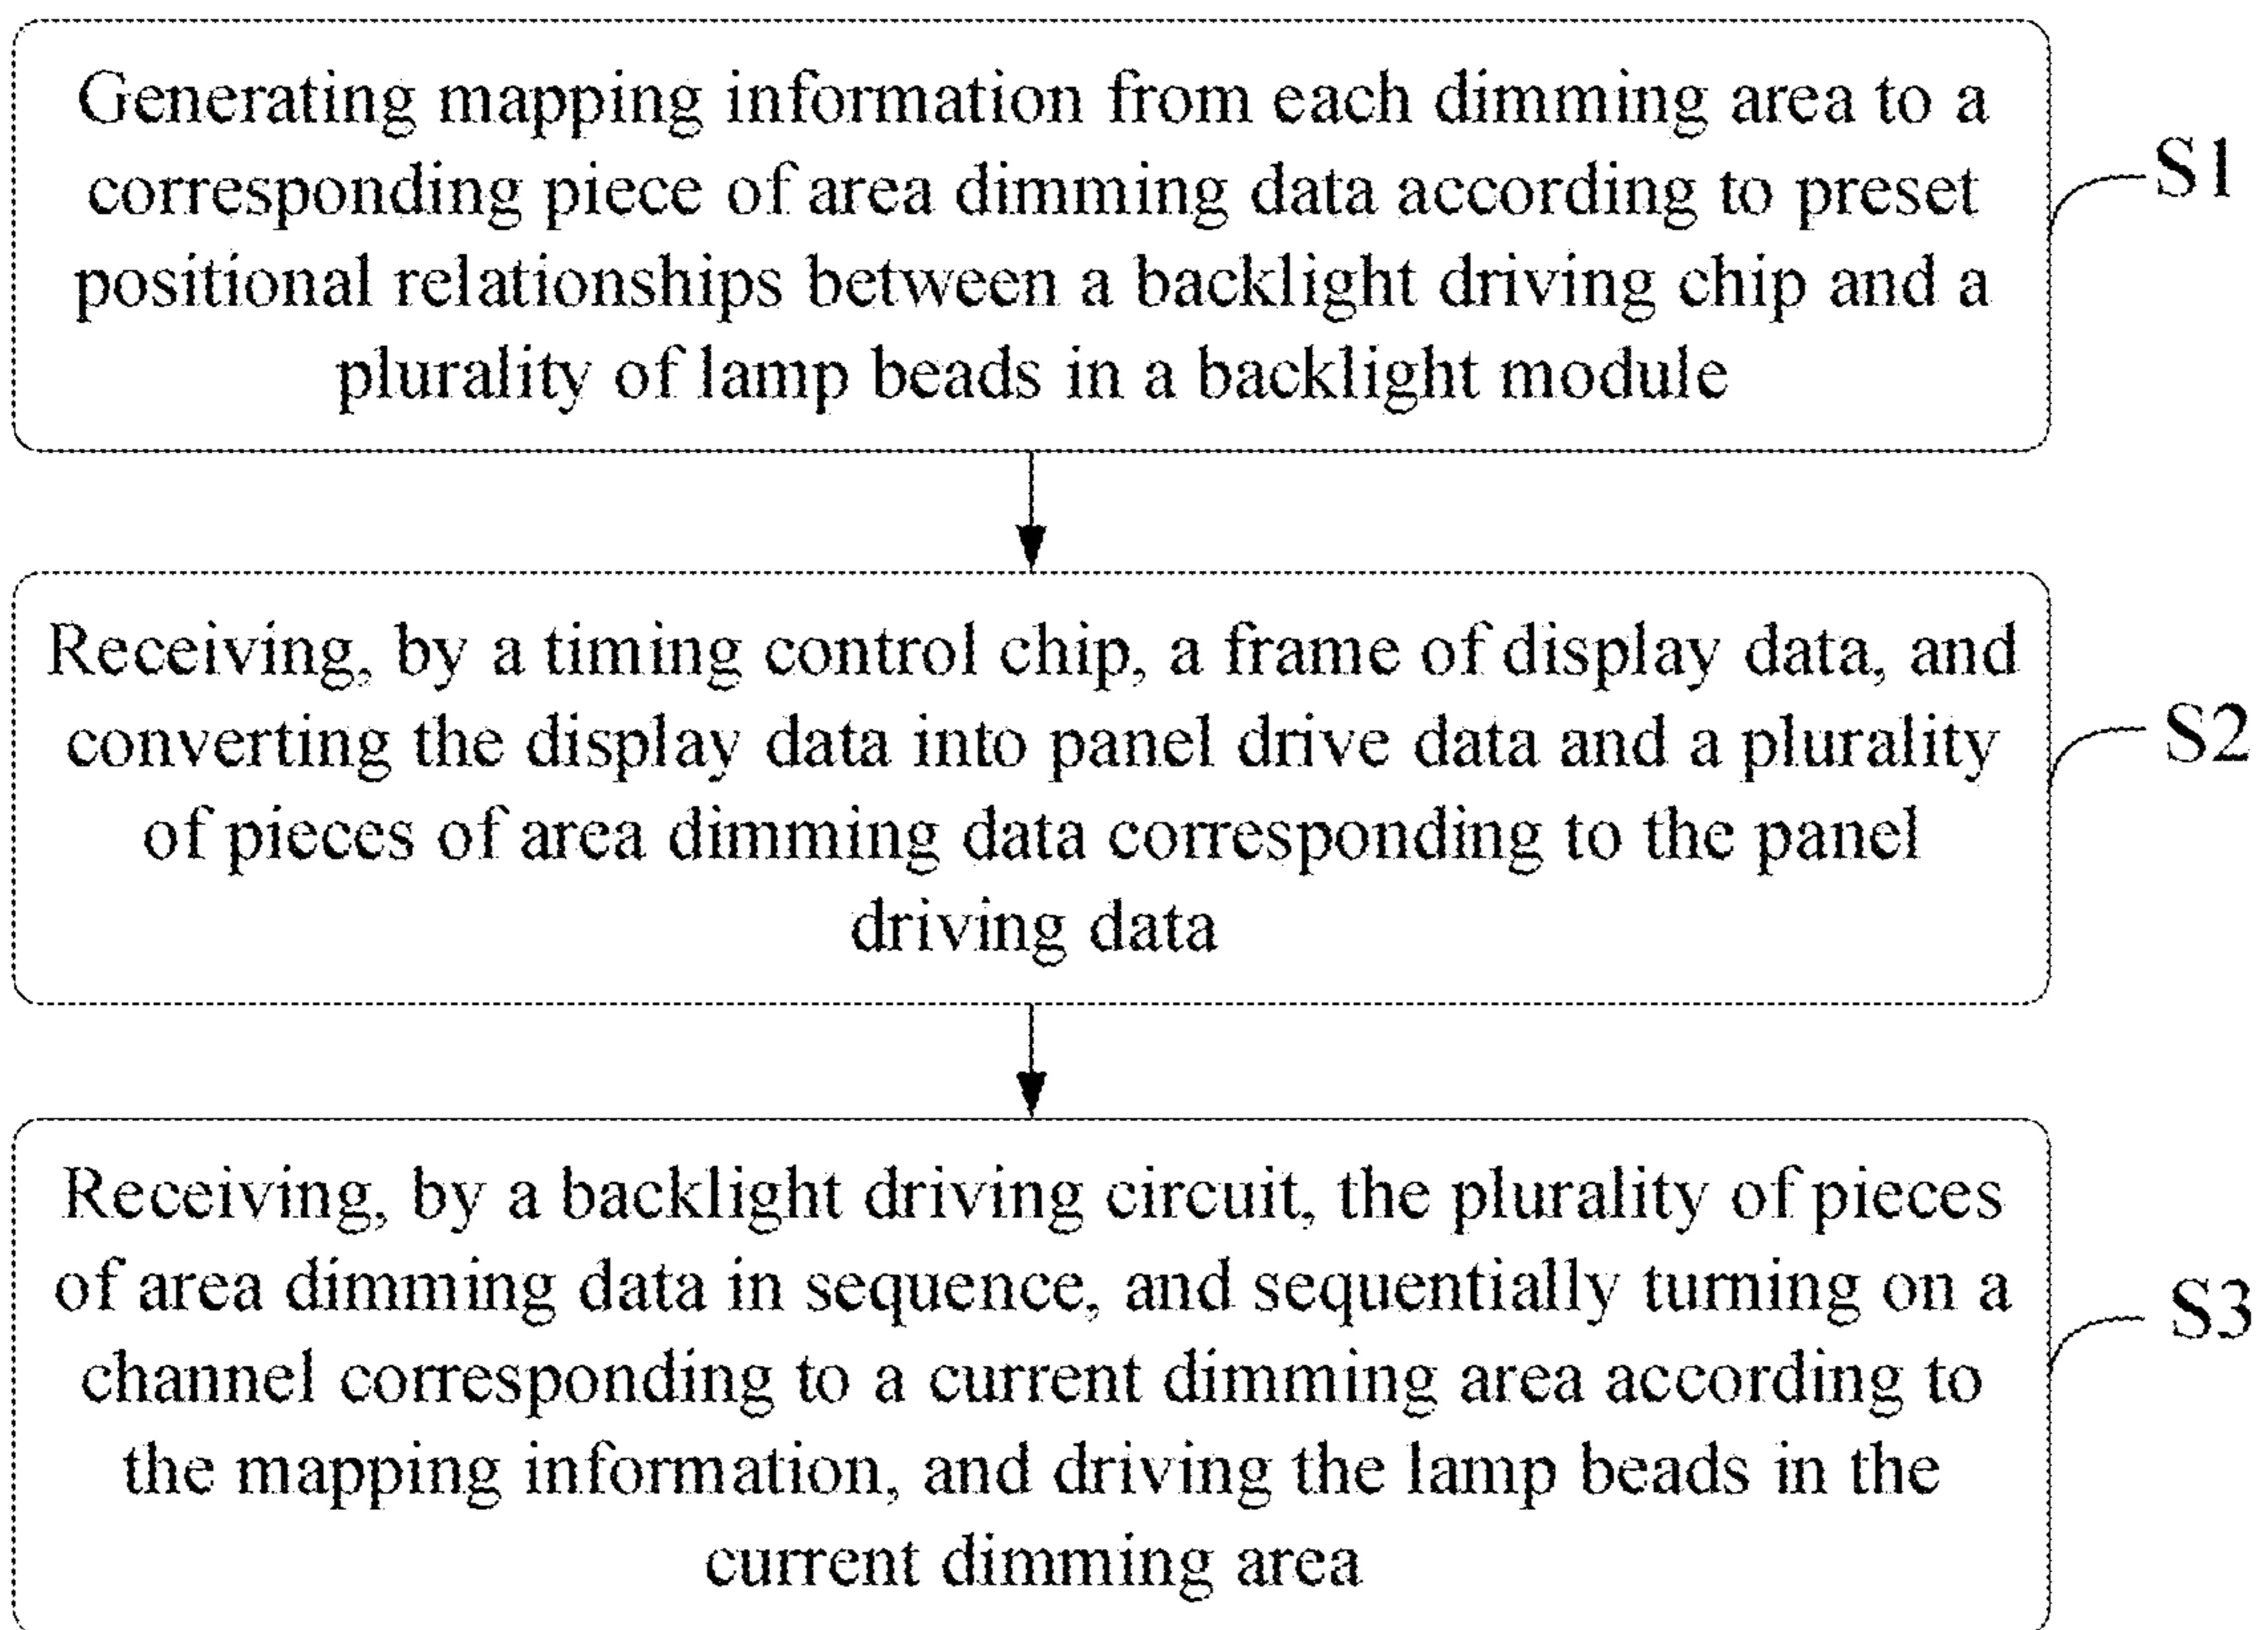 Generating mapping information from each dimming area to a
corresponding piece of area dimming data according to preset
positional relationships between a backlight driving chip and a
plurality of lamp beads in a backlight module
S1
Receiving, by a timing control chip, a frame of display data, and
converting the display data into panel drive data and a plurality
of pieces of area dimming data corresponding to the panel
driving data
S2
Receiving, by a backlight driving circuit, the plurality of pieces
of area dimming data in sequence, and sequentially turning on a
channel corresponding to a current dimming area according to
the mapping information, and driving the lamp beads in the
current dimming area
S3